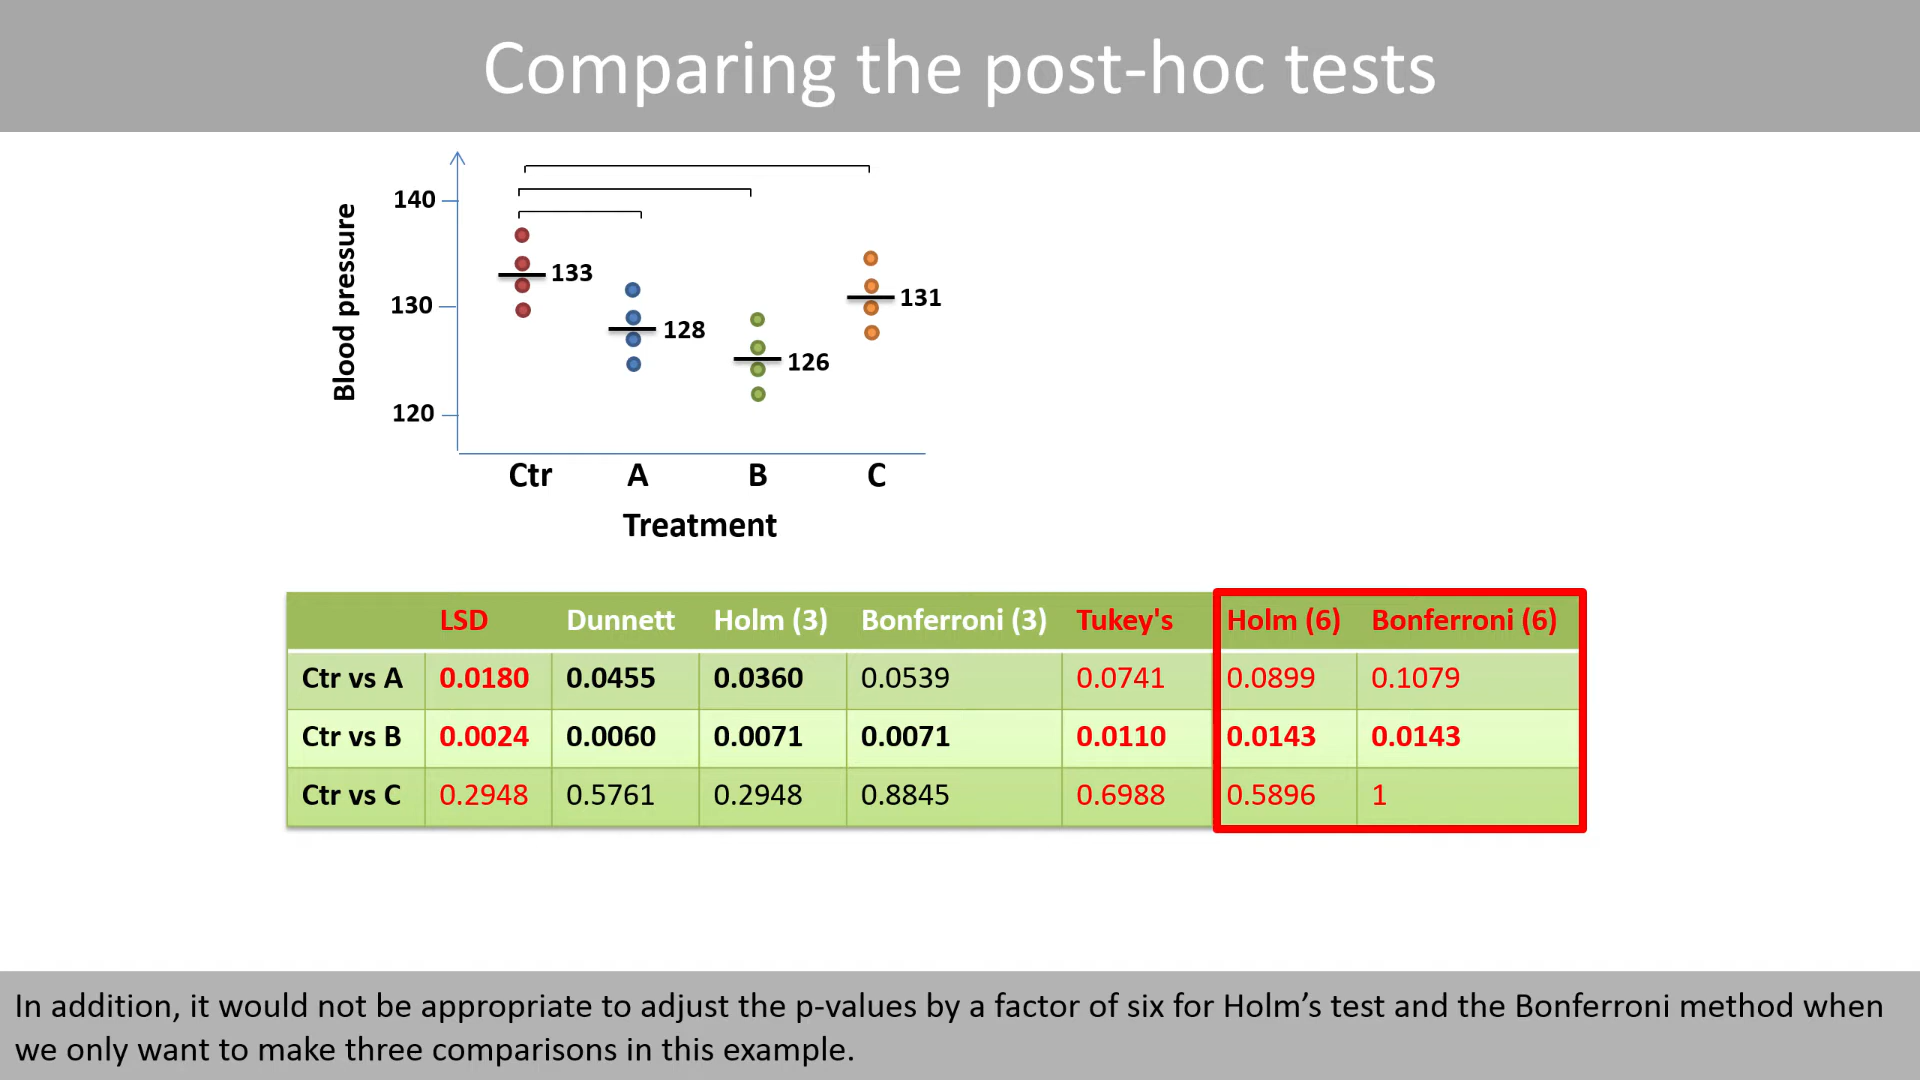 Comparing the post-hoc tests
Blood pressure
140
130
120
133
128
126
131
Ctr A B C
Treatment
LSD Dunnett Holm (3) Bonferroni (3) Tukey's Holm (6) Bonferroni (6)
Ctr vs A 0.0180 0.0455 0.0360 0.0539 0.0741 0.0899 0.1079
Ctr vs B 0.0024 0.0060 0.0071 0.0071 0.0110 0.0143 0.0143
Ctr vs C 0.2948 0.5761 0.2948 0.8845 0.6988 0.5896 1
In addition, it would not be appropriate to adjust the p-values by a factor of six for Holm’s test and the Bonferroni method when
we only want to make three comparisons in this example.